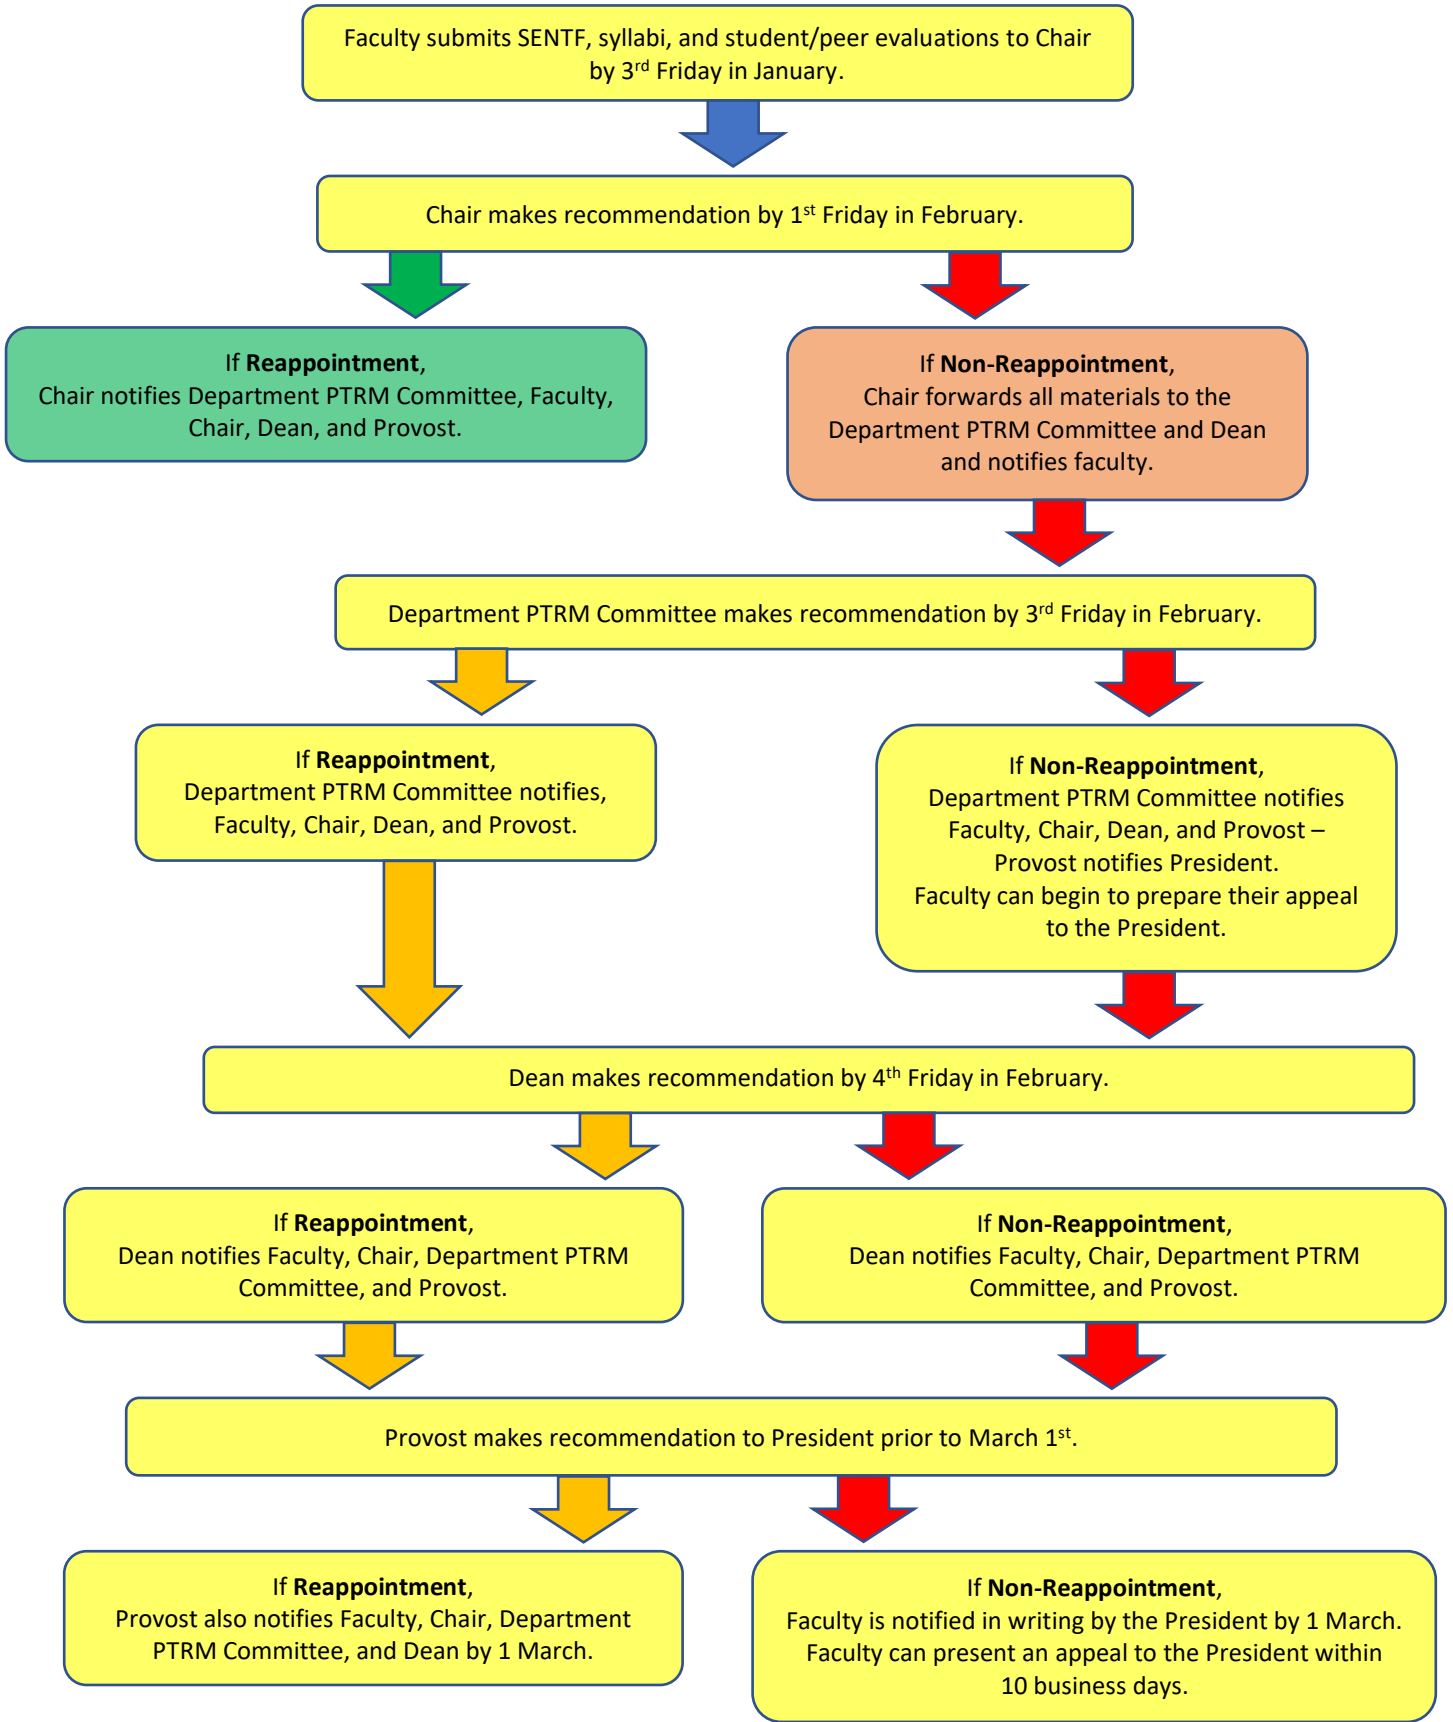 Faculty submits SENTF, syllabi, and student/peer evaluations to Chair
by 3rd Friday in January.
Chair makes recommendation by 1st Friday in February.
If Reappointment,
Chair notifies Department PTRM Committee, Faculty,
Chair, Dean, and Provost.
If Non-Reappointment,
Chair forwards all materials to the
Department PTRM Committee and Dean
and notifies faculty.
Department PTRM Committee makes recommendation by 3rd Friday in February.
If Reappointment,
Department PTRM Committee notifies,
Faculty, Chair, Dean, and Provost.
If Non-Reappointment,
Department PTRM Committee notifies
Faculty, Chair, Dean, and Provost –
Provost notifies President.
Faculty can begin to prepare their appeal
to the President.
Dean makes recommendation by 4th Friday in February.
If Reappointment,
Dean notifies Faculty, Chair, Department PTRM
Committee, and Provost.
If Non-Reappointment,
Dean notifies Faculty, Chair, Department PTRM
Committee, and Provost.
Provost makes recommendation to President prior to March 1st.
If Reappointment,
Provost also notifies Faculty, Chair, Department
PTRM Committee, and Dean by 1 March.
If Non-Reappointment,
Faculty is notified in writing by the President by 1 March.
Faculty can present an appeal to the President within
10 business days.